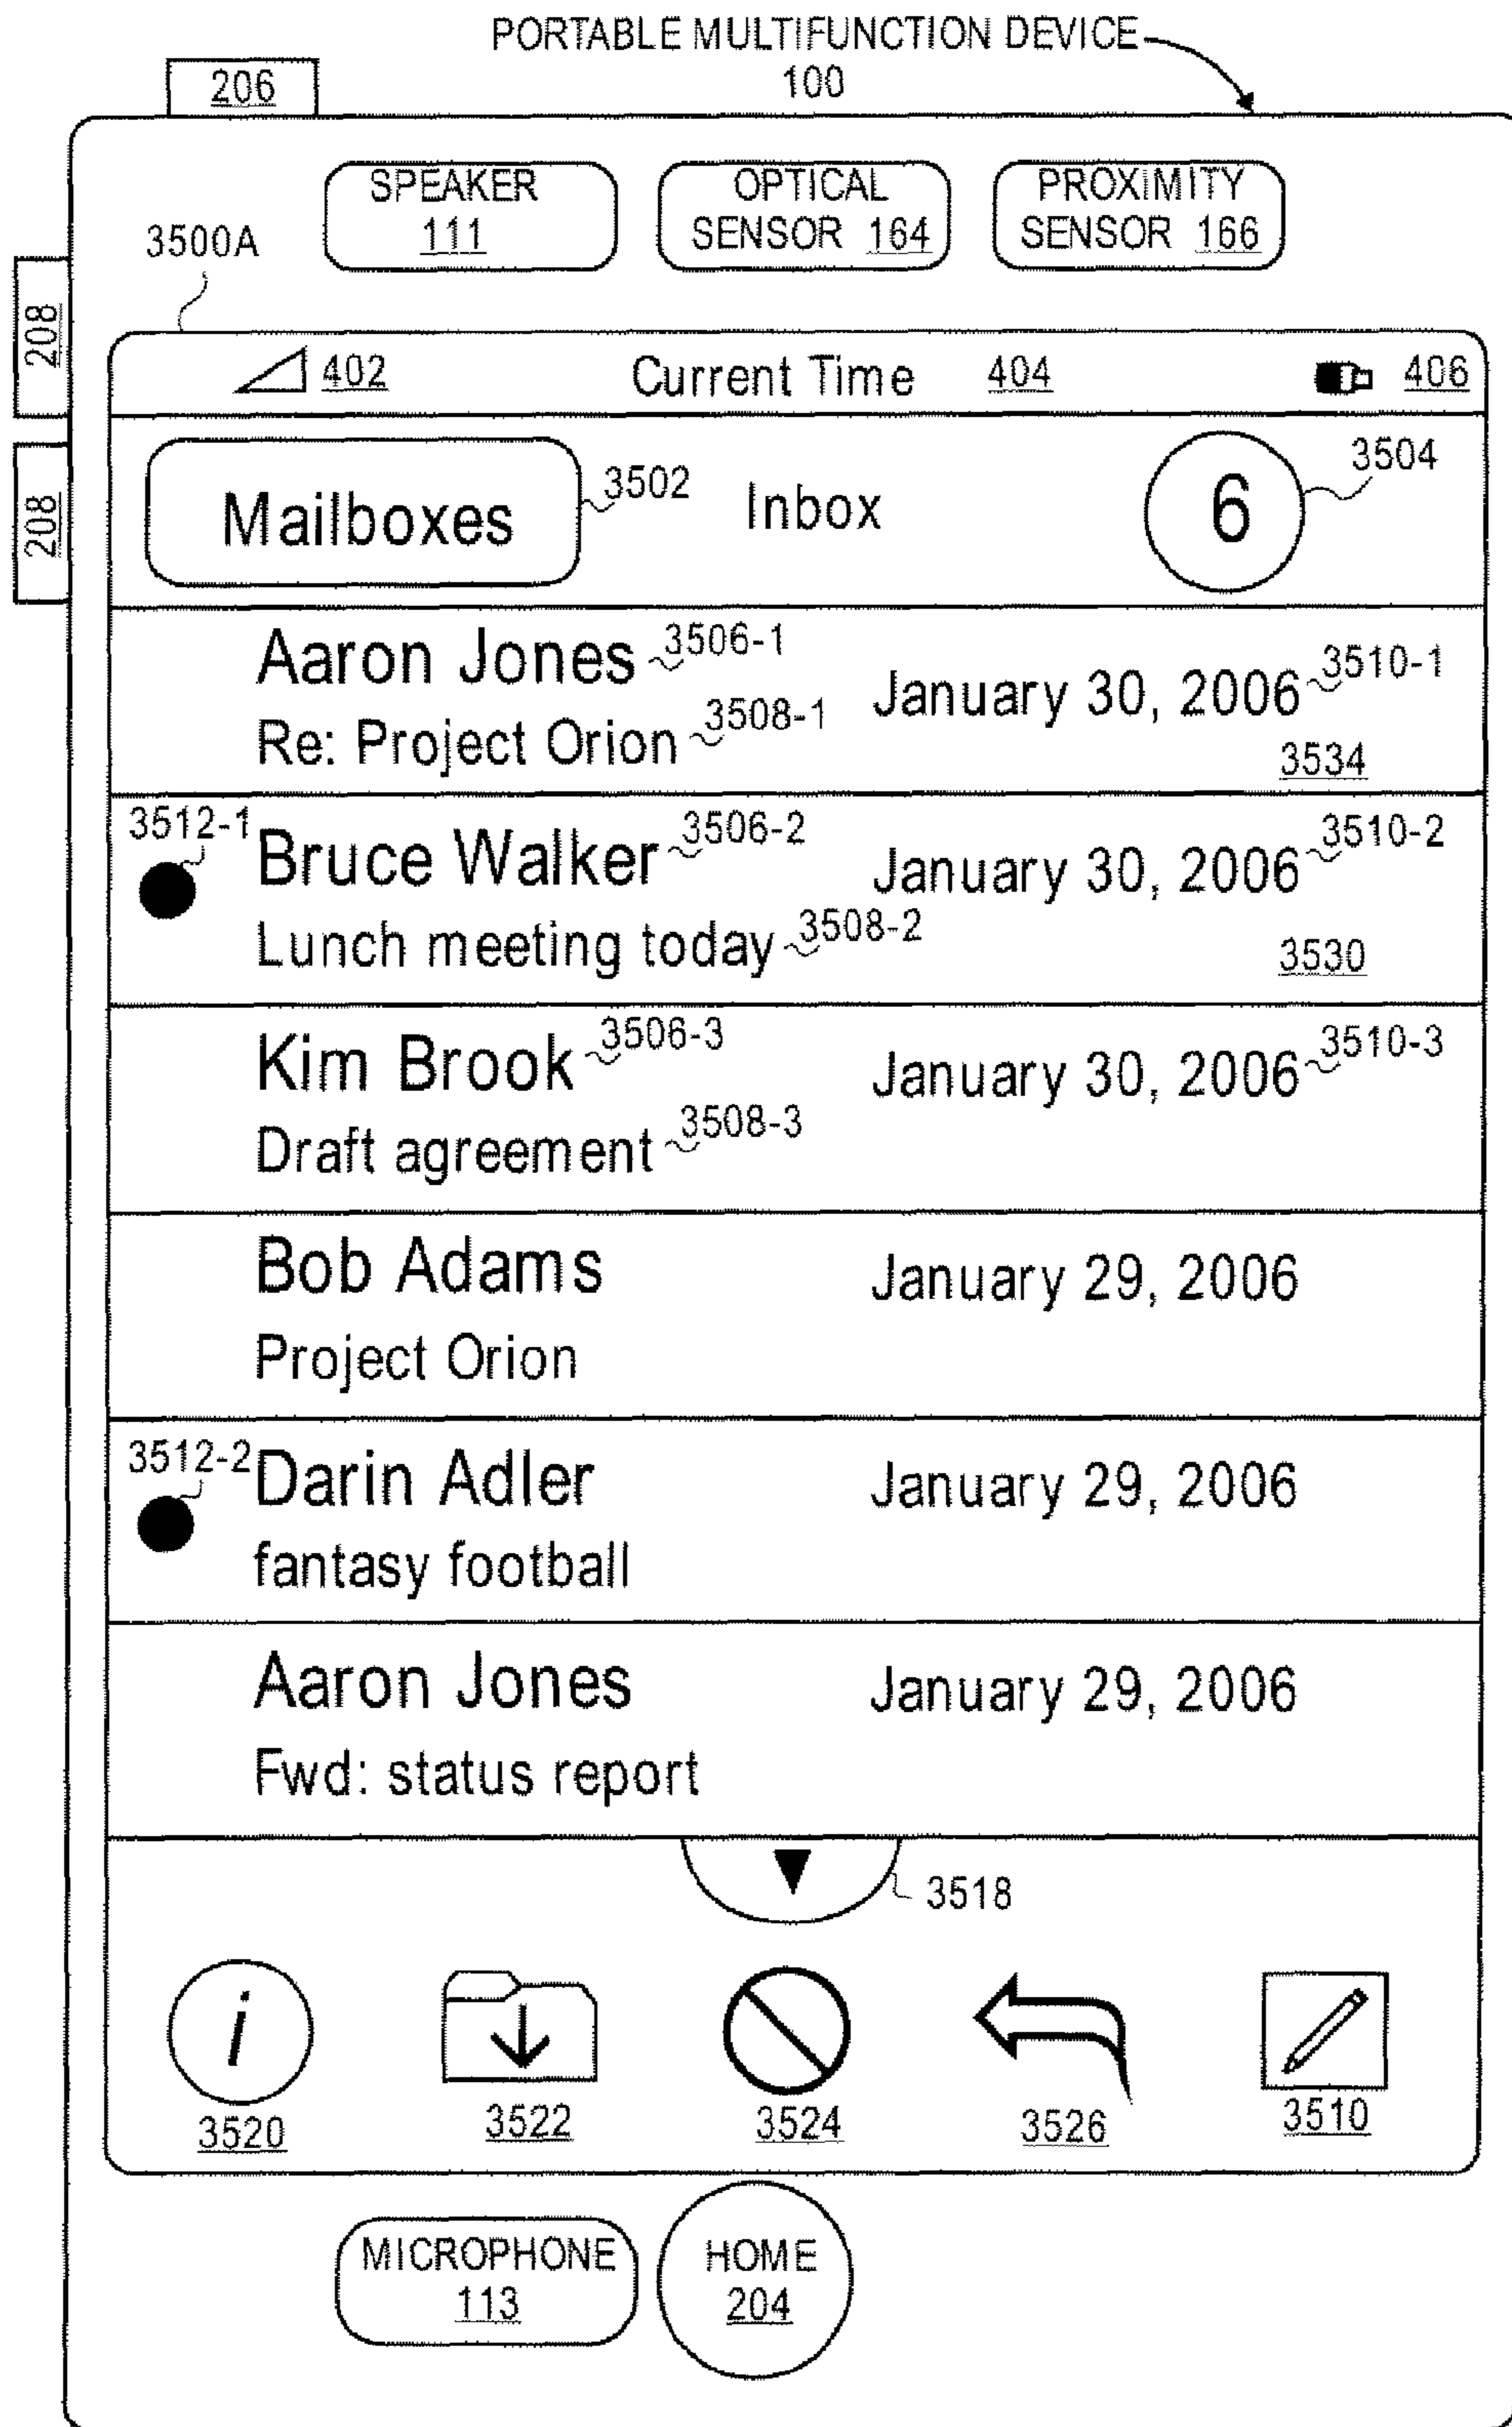 PORTABLE MULTIFUNCTION DEVICE
100
206
SPEAKER
111
OPTICAL
SENSOR 164
PROXIMITY
SENSOR 166
3500A
208
208
402
Current Time 404
406
Mailboxes
3502
Inbox
6
3504
Aaron Jones 3506-1
January 30, 2006 3510-1
Re: Project Orion 3508-1
3534
3512-1
Bruce Walker 3506-2
January 30, 2006 3510-2
Lunch meeting today 3508-2
3530
Kim Brook 3506-3
January 30, 2006 3510-3
Draft agreement 3508-3
Bob Adams
January 29, 2006
Project Orion
3512-2
Darin Adler
January 29, 2006
fantasy football
Aaron Jones
January 29, 2006
Fwd: status report
3518
i
3520
3522
3524
3526
3510
MICROPHONE
113
HOME
204